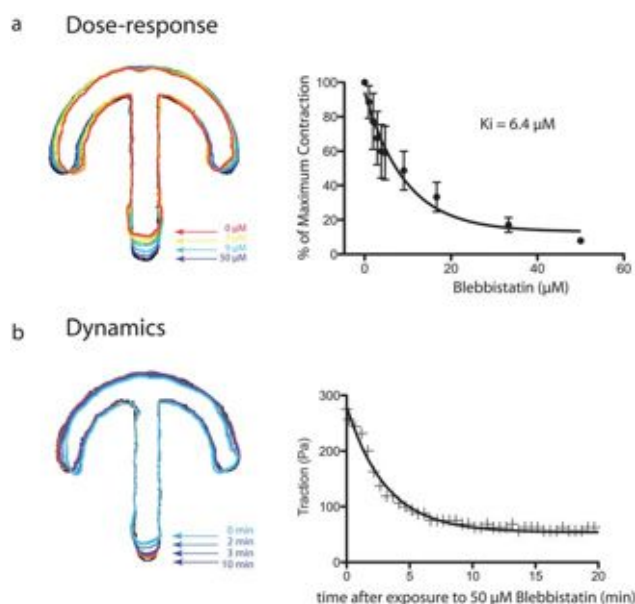 a
Dose-response
0 µM
9 µM
50 µM
% of Maximum Contraction
100
80
60
40
20
0
Ki = 6.4 µM
0
20
40
60
Blebbistatin (µM)
b
Dynamics
0 min
2 min
3 min
10 min
Traction (Pa)
300
200
100
0
0
5
10
15
20
time after exposure to 50 µM Blebbistatin (min)